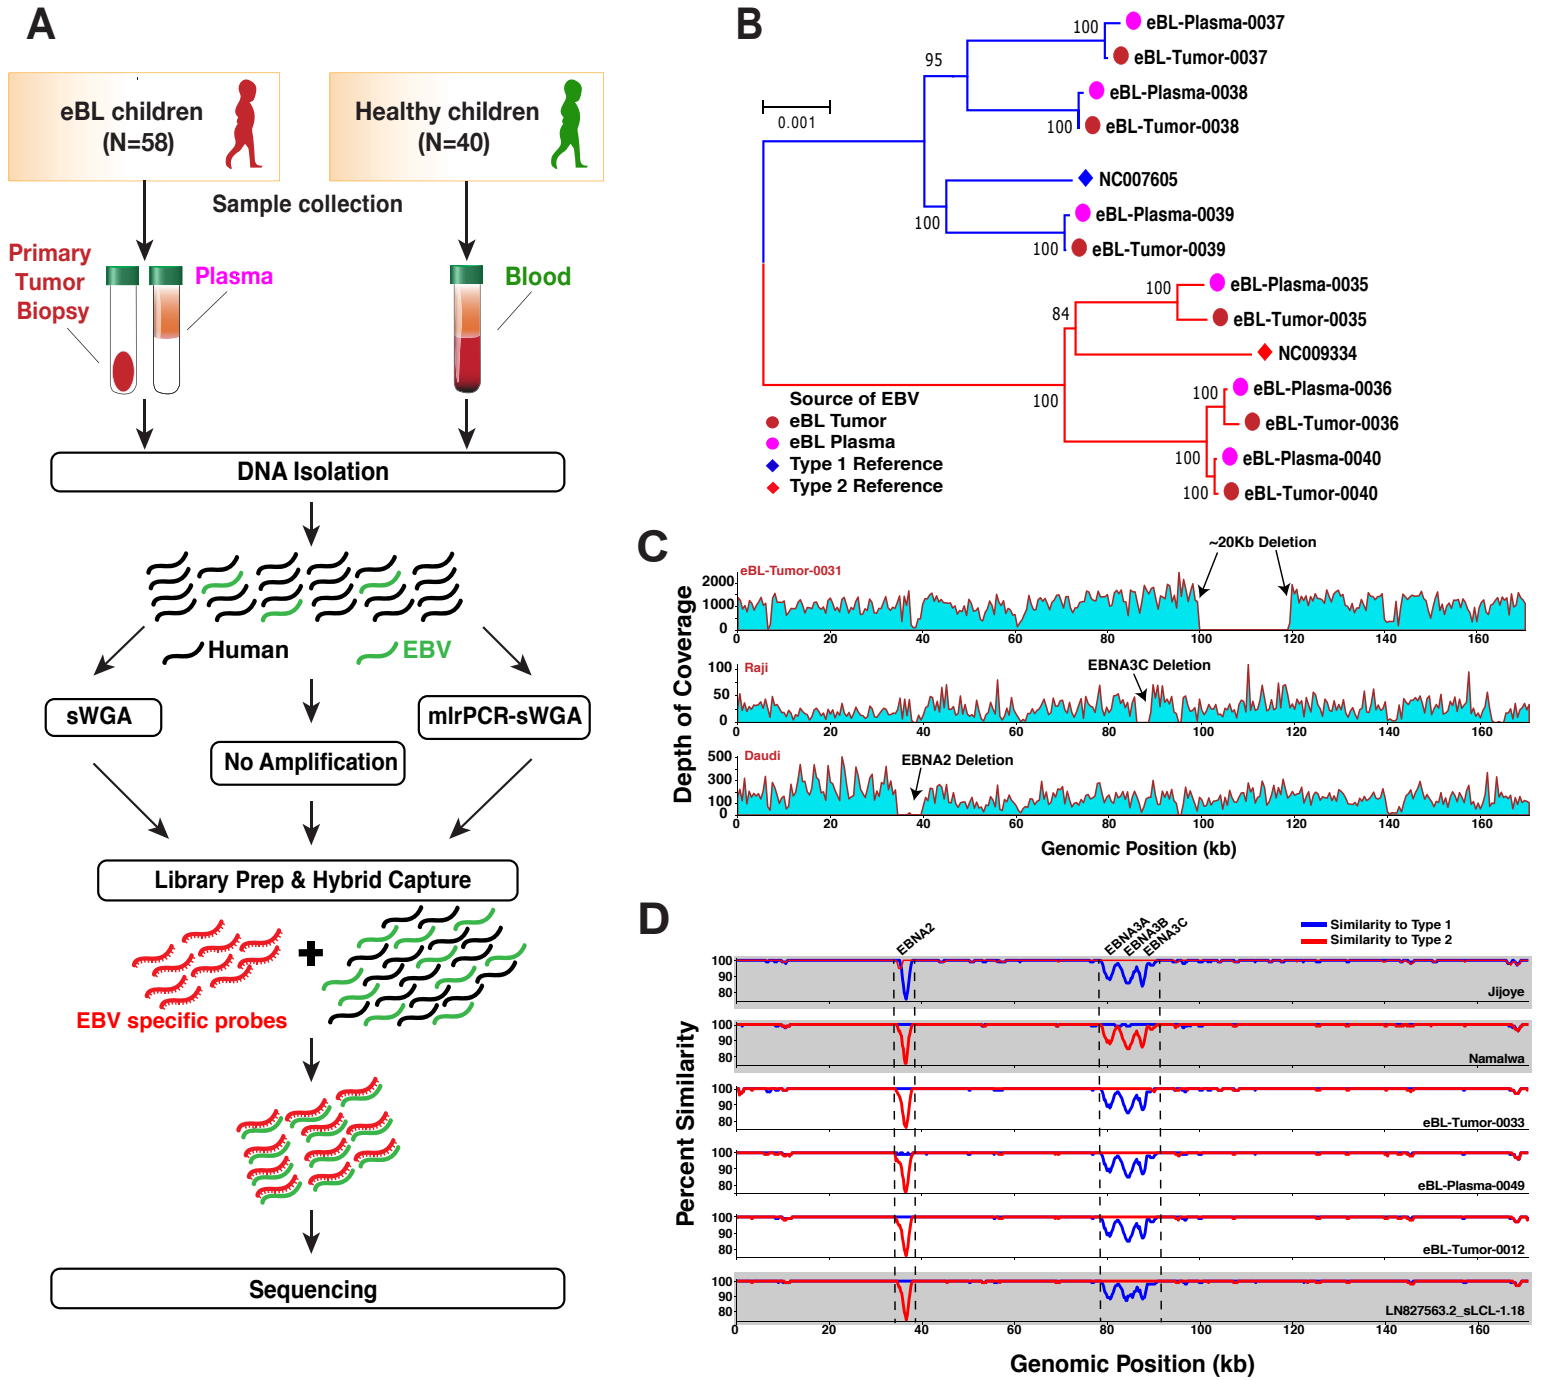 A
eBL children
(N=58)
Healthy children
(N=40)
Sample collection
Primary
Tumor
Biopsy
Plasma
Blood
DNA Isolation
Human
EBV
sWGA
mlrPCR-sWGA
No Amplification
Library Prep & Hybrid Capture
EBV specific probes
Sequencing
B
0.001
95
100
100
100
100
84
100
100
100
100
100
eBL-Plasma-0037
eBL-Tumor-0037
eBL-Plasma-0038
eBL-Tumor-0038
NC007605
eBL-Plasma-0039
eBL-Tumor-0039
eBL-Plasma-0035
eBL-Tumor-0035
NC009334
eBL-Plasma-0036
eBL-Tumor-0036
eBL-Plasma-0040
eBL-Tumor-0040
Source of EBV
eBL Tumor
eBL Plasma
Type 1 Reference
Type 2 Reference
C
Depth of Coverage
~20Kb Deletion
eBL-Tumor-0031
2000
1000
0
0 20 40 60 80 100 120 140 160
EBNA3C Deletion
Raji
100
50
0
0 20 40 60 80 100 120 140 160
EBNA2 Deletion
Daudi
500
300
100
0
0 20 40 60 80 100 120 140 160
Genomic Position (kb)
D
Percent Similarity
EBNA2
EBNA3A
EBNA3B
EBNA3C
Similarity to Type 1
Similarity to Type 2
100
90
80
Jijoye
100
90
80
Namalwa
100
90
80
eBL-Tumor-0033
100
90
80
eBL-Plasma-0049
100
90
80
eBL-Tumor-0012
100
90
80
LN827563.2_sLCL-1.18
0 20 40 60 80 100 120 140 160
Genomic Position (kb)